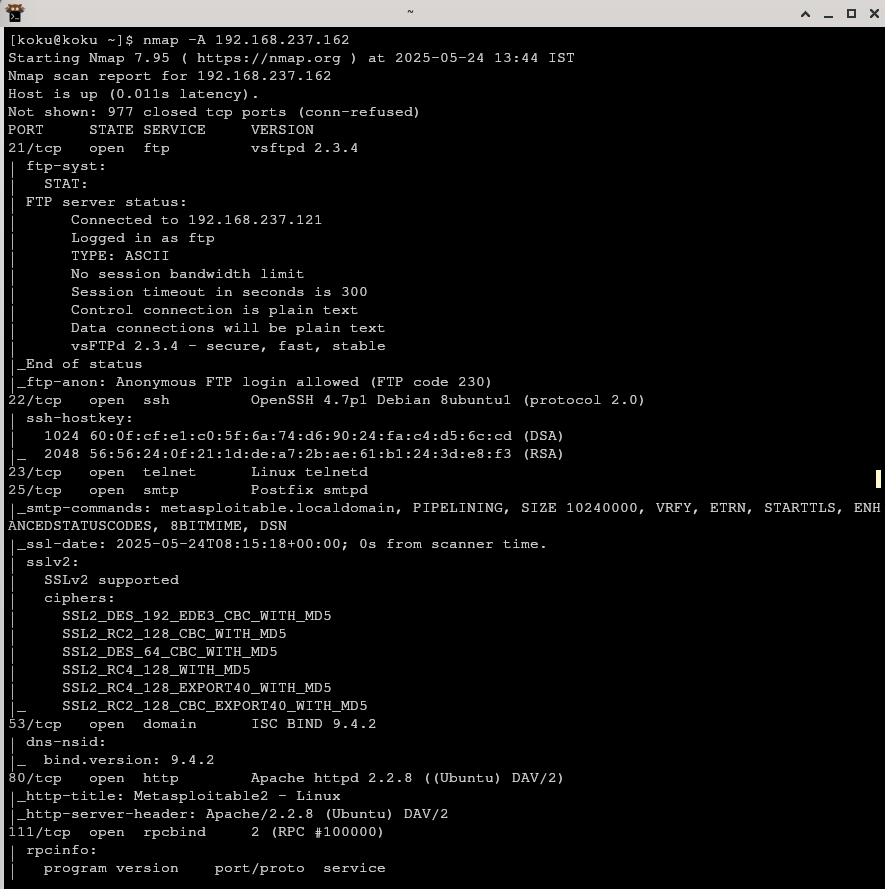 ~
[koku@koku ~]$ nmap -A 192.168.237.162
Starting Nmap 7.95 ( https://nmap.org ) at 2025-05-24 13:44 IST
Nmap scan report for 192.168.237.162
Host is up (0.011s latency).
Not shown: 977 closed tcp ports (conn-refused)
PORT     STATE SERVICE     VERSION
21/tcp   open  ftp         vsftpd 2.3.4
| ftp-syst:
|   STAT:
| FTP server status:
|      Connected to 192.168.237.121
|      Logged in as ftp
|      TYPE: ASCII
|      No session bandwidth limit
|      Session timeout in seconds is 300
|      Control connection is plain text
|      Data connections will be plain text
|      vsFTPd 2.3.4 - secure, fast, stable
|_End of status
|_ftp-anon: Anonymous FTP login allowed (FTP code 230)
22/tcp   open  ssh         OpenSSH 4.7p1 Debian 8ubuntu1 (protocol 2.0)
| ssh-hostkey:
|   1024 60:0f:cf:e1:c0:5f:6a:74:d6:90:24:fa:c4:d5:6c:cd (DSA)
|_  2048 56:56:24:0f:21:1d:de:a7:2b:ae:61:b1:24:3d:e8:f3 (RSA)
23/tcp   open  telnet      Linux telnetd
25/tcp   open  smtp        Postfix smtpd
|_smtp-commands: metasploitable.localdomain, PIPELINING, SIZE 10240000, VRFY, ETRN, STARTTLS, ENH
ANCEDSTATUSCODES, 8BITMIME, DSN
|_ssl-date: 2025-05-24T08:15:18+00:00; 0s from scanner time.
| sslv2:
|   SSLv2 supported
|   ciphers:
|     SSL2_DES_192_EDE3_CBC_WITH_MD5
|     SSL2_RC2_128_CBC_WITH_MD5
|     SSL2_DES_64_CBC_WITH_MD5
|     SSL2_RC4_128_WITH_MD5
|     SSL2_RC4_128_EXPORT40_WITH_MD5
|_    SSL2_RC2_128_CBC_EXPORT40_WITH_MD5
53/tcp   open  domain      ISC BIND 9.4.2
| dns-nsid:
|_  bind.version: 9.4.2
80/tcp   open  http        Apache httpd 2.2.8 ((Ubuntu) DAV/2)
|_http-title: Metasploitable2 - Linux
|_http-server-header: Apache/2.2.8 (Ubuntu) DAV/2
111/tcp  open  rpcbind     2 (RPC #100000)
| rpcinfo:
|   program version    port/proto  service